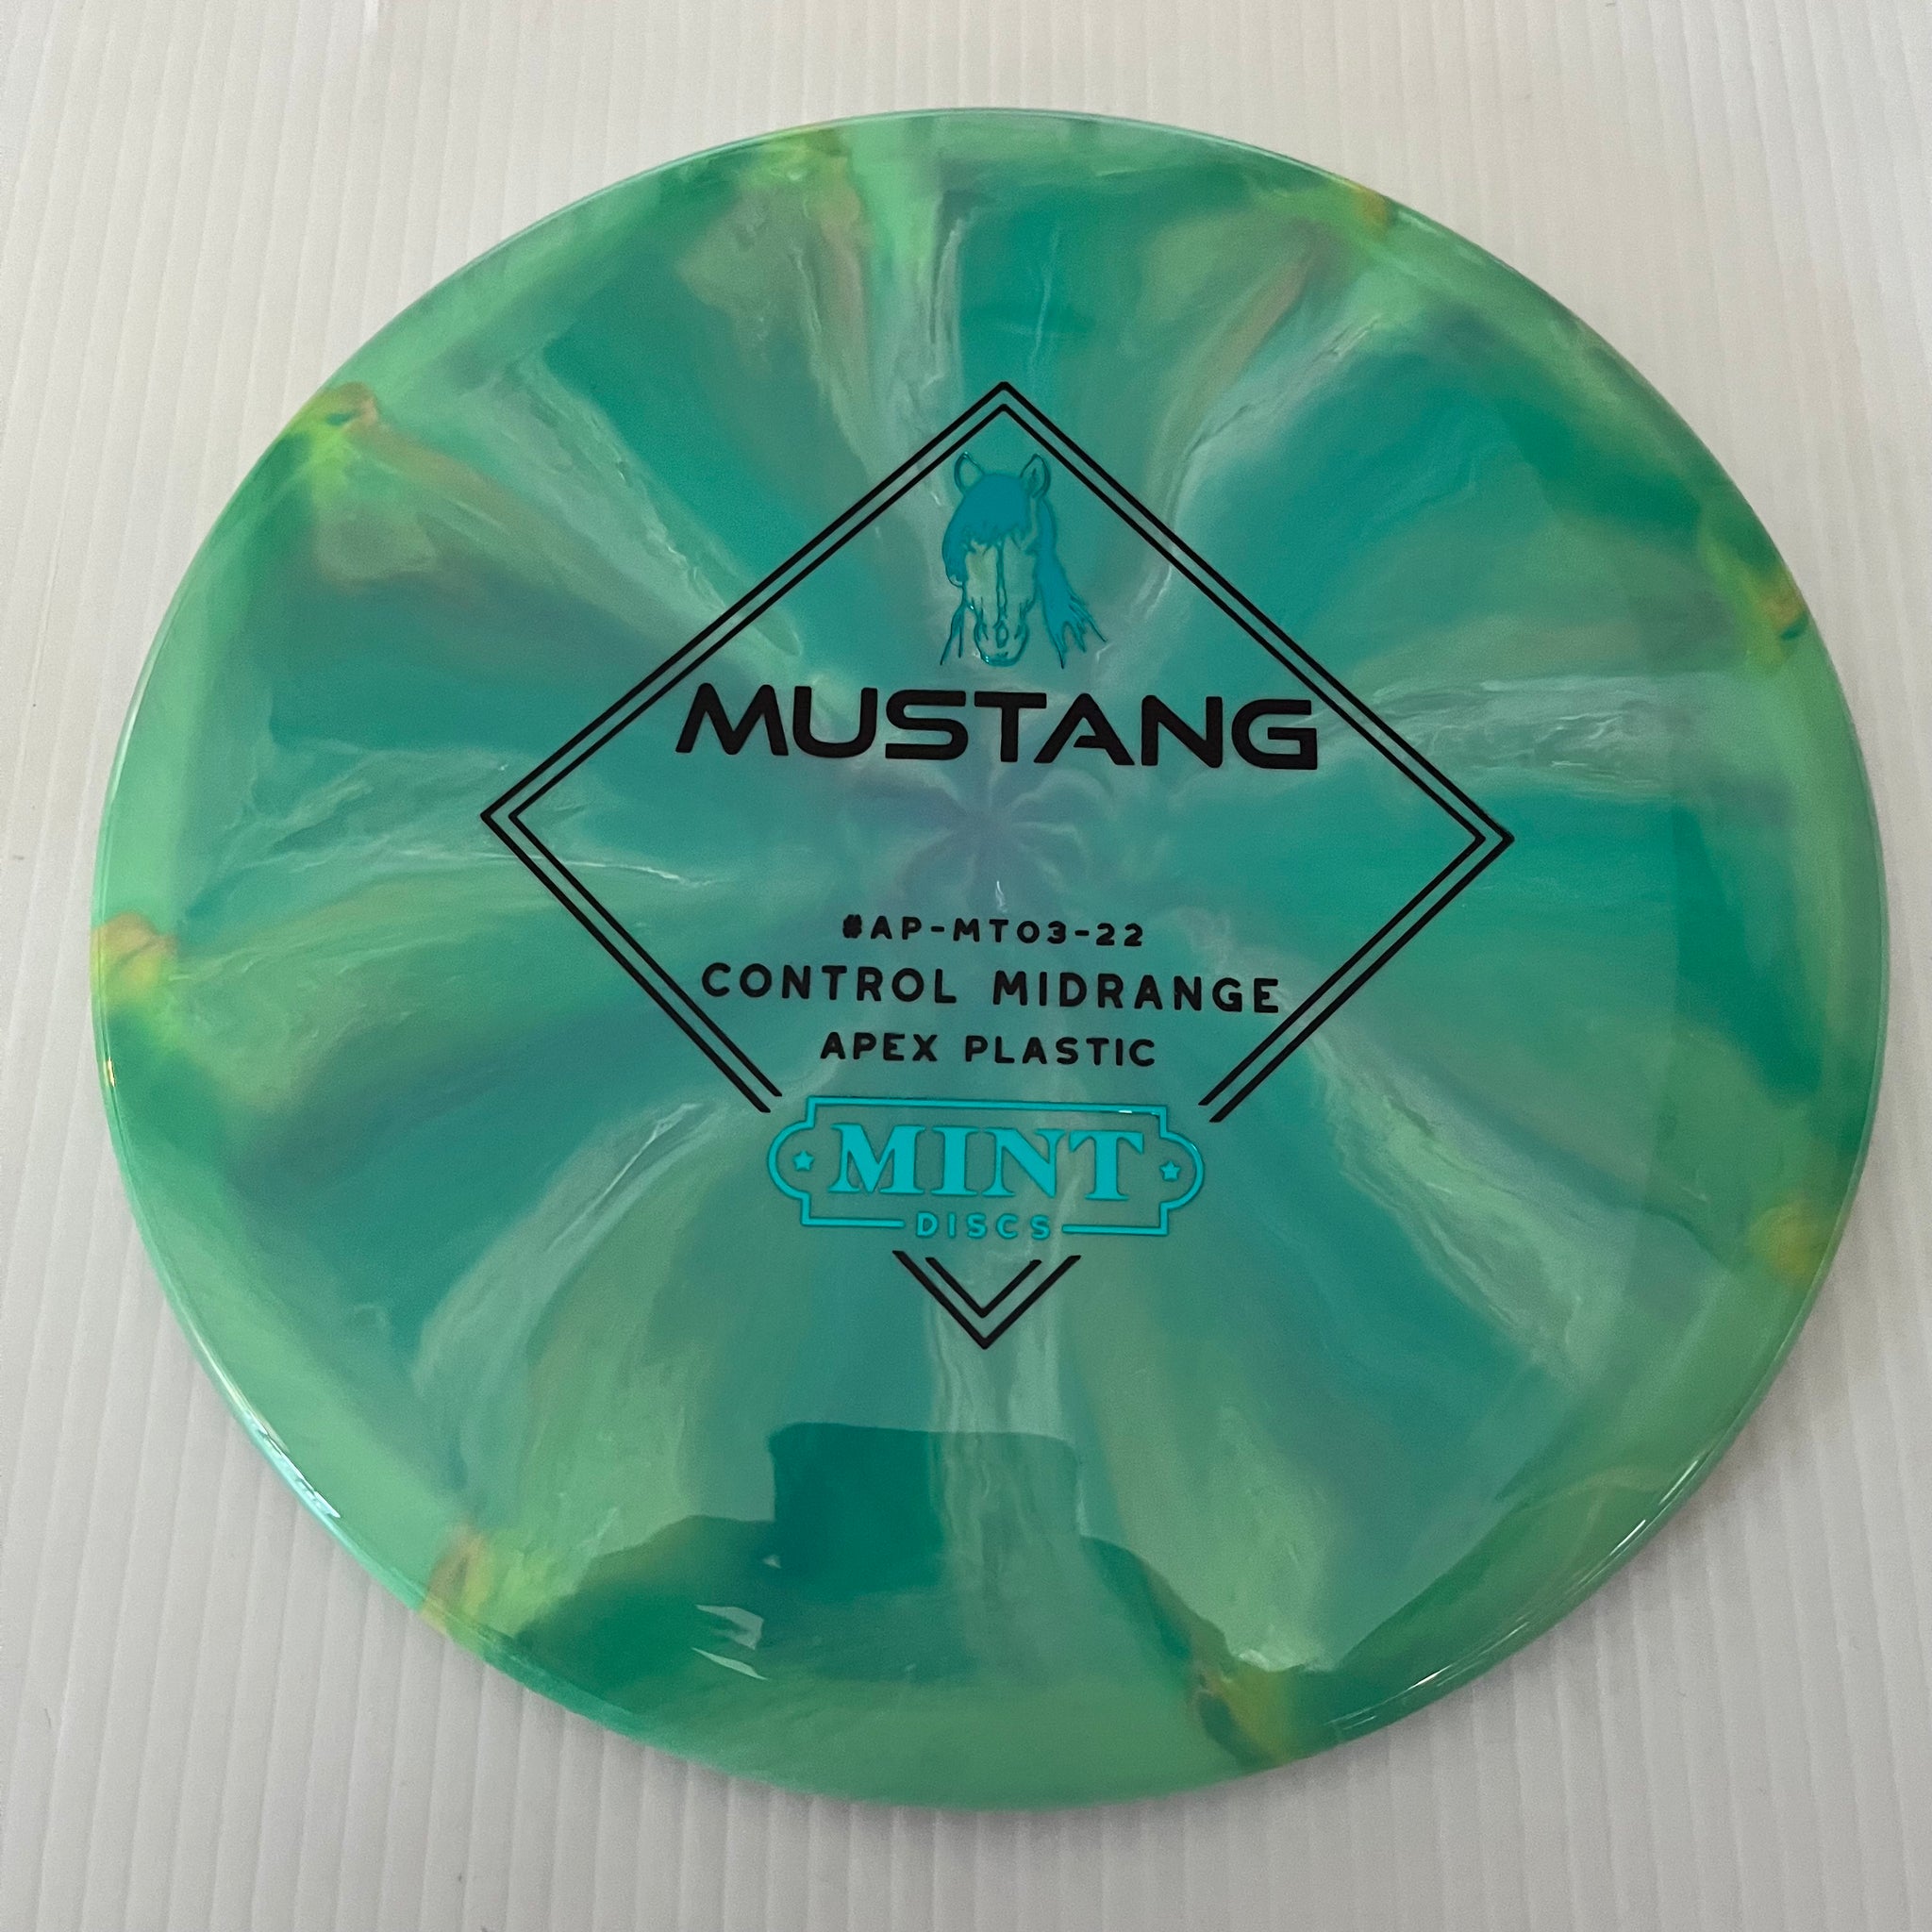 MUSTANG
#AP-MT03-22
CONTROL MIDRANGE
APEX PLASTIC
MINT
DISCS